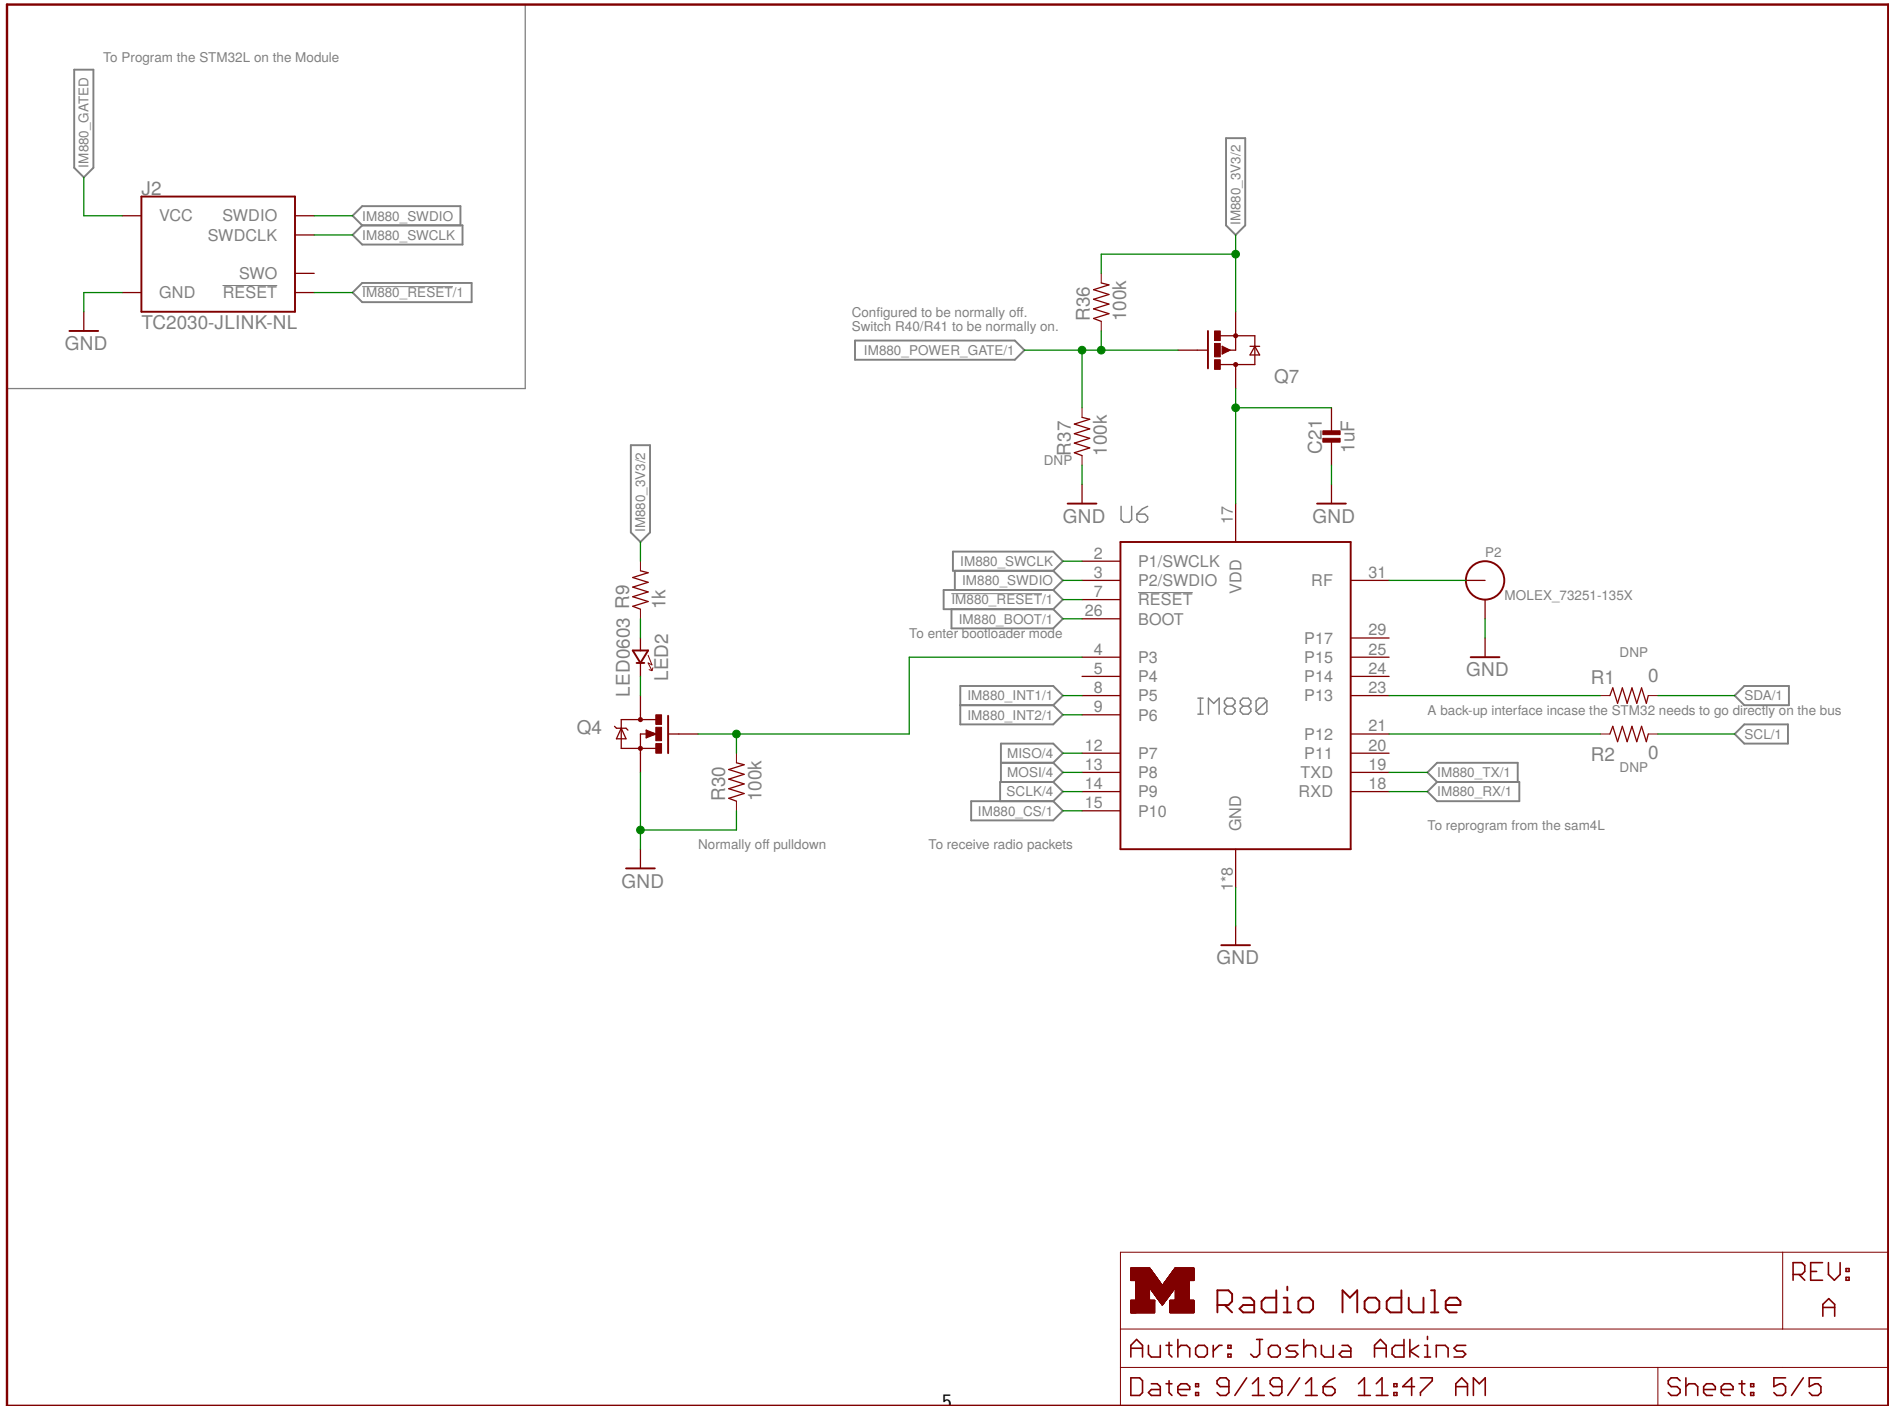 To Program the STM32L on the Module
IM880_GATED
J2
VCC SWDIO
SWDCLK
SWO
GND RESET
TC2030-JLINK-NL
IM880_SWDIO
IM880_SWCLK
IM880_RESET/1
GND
IM880_3V3/2
R36
100k
Configured to be normally off.
Switch R40/R41 to be normally on.
IM880_POWER_GATE/1
Q7
R37
100k
DNP
GND
C21
1uF
GND
IM880_3V3/2
R9
1k
LED0603
LED2
Q4
R30
100k
Normally off pulldown
GND
U6
17
VDD
IM880
IM880_SWCLK 2 P1/SWCLK
IM880_SWDIO 3 P2/SWDIO
IM880_RESET/1 7 RESET
IM880_BOOT/1 26 BOOT
To enter bootloader mode
4 P3
5 P4
IM880_INT1/1 8 P5
IM880_INT2/1 9 P6
MISO/4 12 P7
MOSI/4 13 P8
SCLK/4 14 P9
IM880_CS/1 15 P10
To receive radio packets
RF 31
P2
MOLEX_73251-135X
GND
P17 29
P15 25
P14 24
P13 23
DNP
R1 0
SDA/1
A back-up interface incase the STM32 needs to go directly on the bus
P12 21
SCL/1
R2 0
DNP
P11 20
TXD 19 IM880_TX/1
RXD 18 IM880_RX/1
To reprogram from the sam4L
GND
1*8
GND
M Radio Module
REV:
A
Author: Joshua Adkins
Date: 9/19/16 11:47 AM
Sheet: 5/5
5